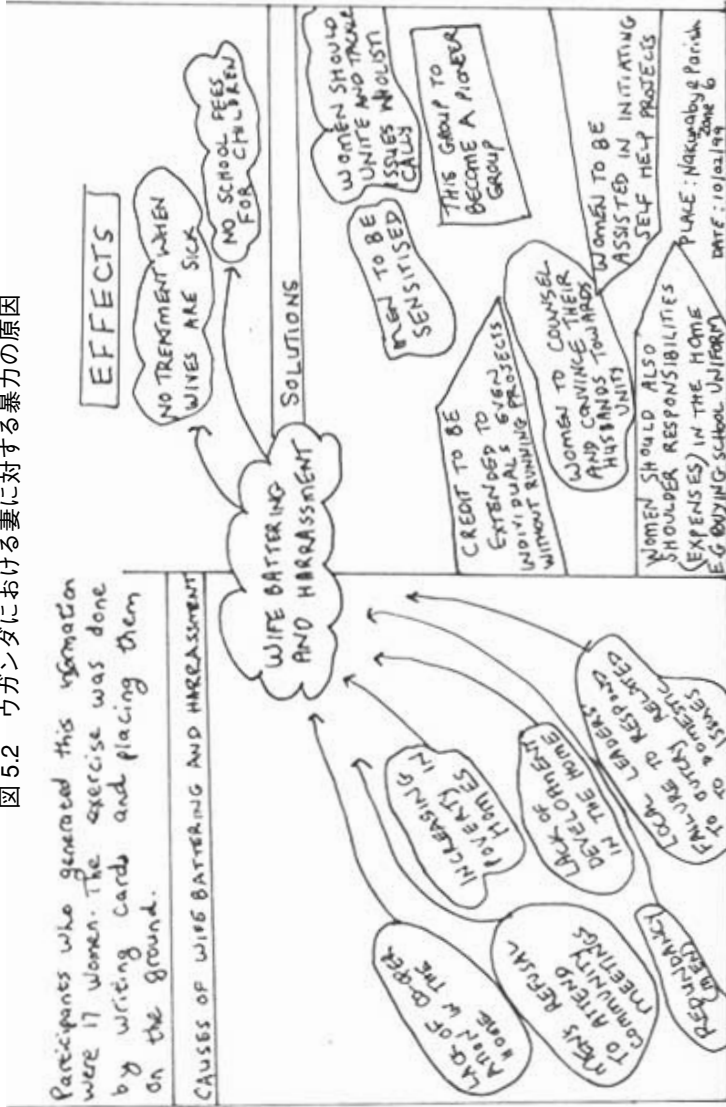 図 5.2 ウガンダにおける妻に対する暴力の原因
Participants who generated this information
were 17 women. The exercise was done
by writing cards and placing them
on the ground.
CAUSES OF WIFE BATTERING AND HARRASSMENT
LACK OF CO-OPER
ATION IN THE
HOME
INCREASING
POVERTY IN
HOMES
MENS REFUSAL
TO ATTEND
COMMUNITY
MEETINGS
LACK OF
DEVELOPMENT
IN THE HOME
REDUNDANCY
(MEN)
LOCAL LEADERS'
FAILURE TO RESPOND
TO OUTCRY RELATED
TO DOMESTIC
ISSUES
WIFE BATTERING
AND HARRASSMENT
EFFECTS
NO TREATMENT WHEN
WIVES ARE SICK
NO SCHOOL FEES
FOR CHILDREN
SOLUTIONS
MEN TO BE
SENSITISED
WOMEN SHOULD
UNITE AND TACKLE
ISSUES WHOLISTI
CALLY
CREDIT TO BE
EXTENDED TO
INDIVIDUALS EVEN
WITHOUT RUNNING PROJECTS
THIS GROUP TO
BECOME A PIONEER
GROUP
WOMEN TO COUNSEL
AND CONVINCE THEIR
HUSBANDS TOWARDS
UNITY
WOMEN TO BE
ASSISTED IN INITIATING
SELF HELP PROJECTS
WOMEN SHOULD ALSO
SHOULDER RESPONSIBILITIES
(EXPENSES) IN THE HOME
E.G BUYING SCHOOL UNIFORM
PLACE: Nakulabye Parish
Zone 6
DATE: 10/02/99